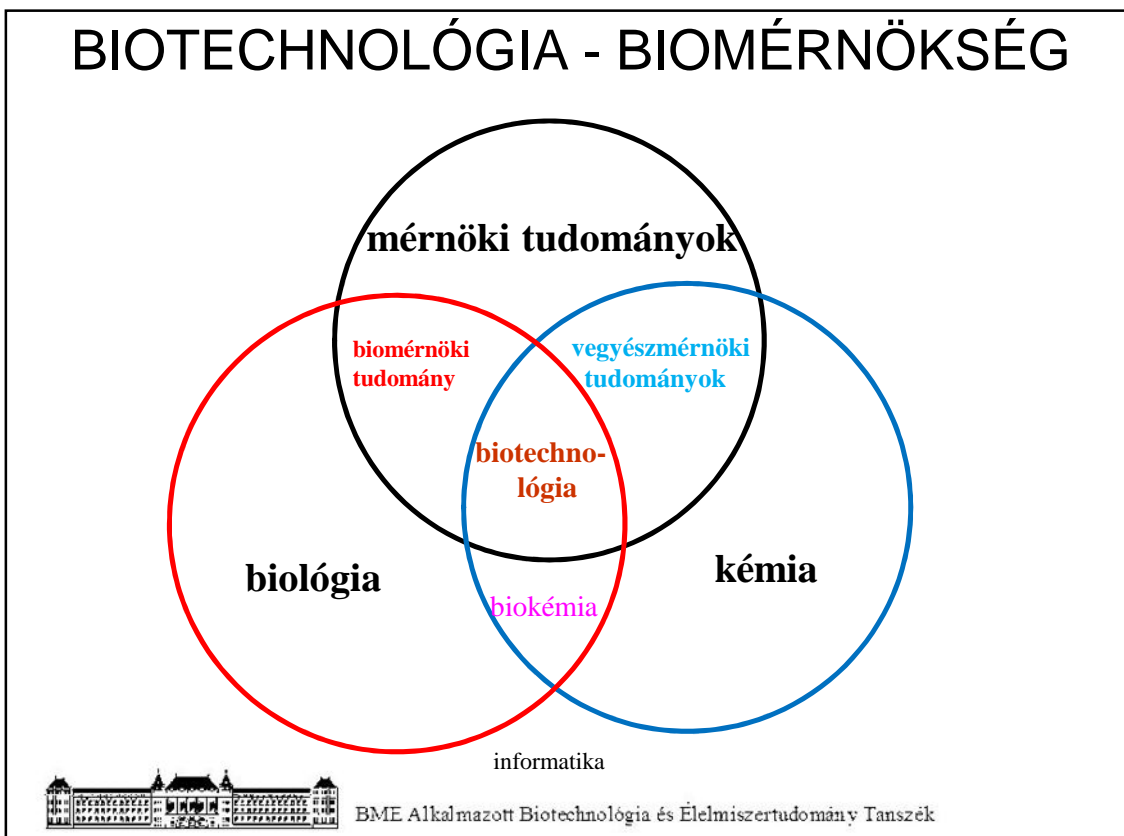 BIOTECHNOLÓGIA - BIOMÉRNÖKSÉG
mérnöki tudományok
biomérnöki
tudomány
vegyészmérnöki
tudományok
biotechno-
lógia
biológia
kémia
biokémia
informatika
BME Alkalmazott Biotechnológia és Élelmiszertudomány Tanszék